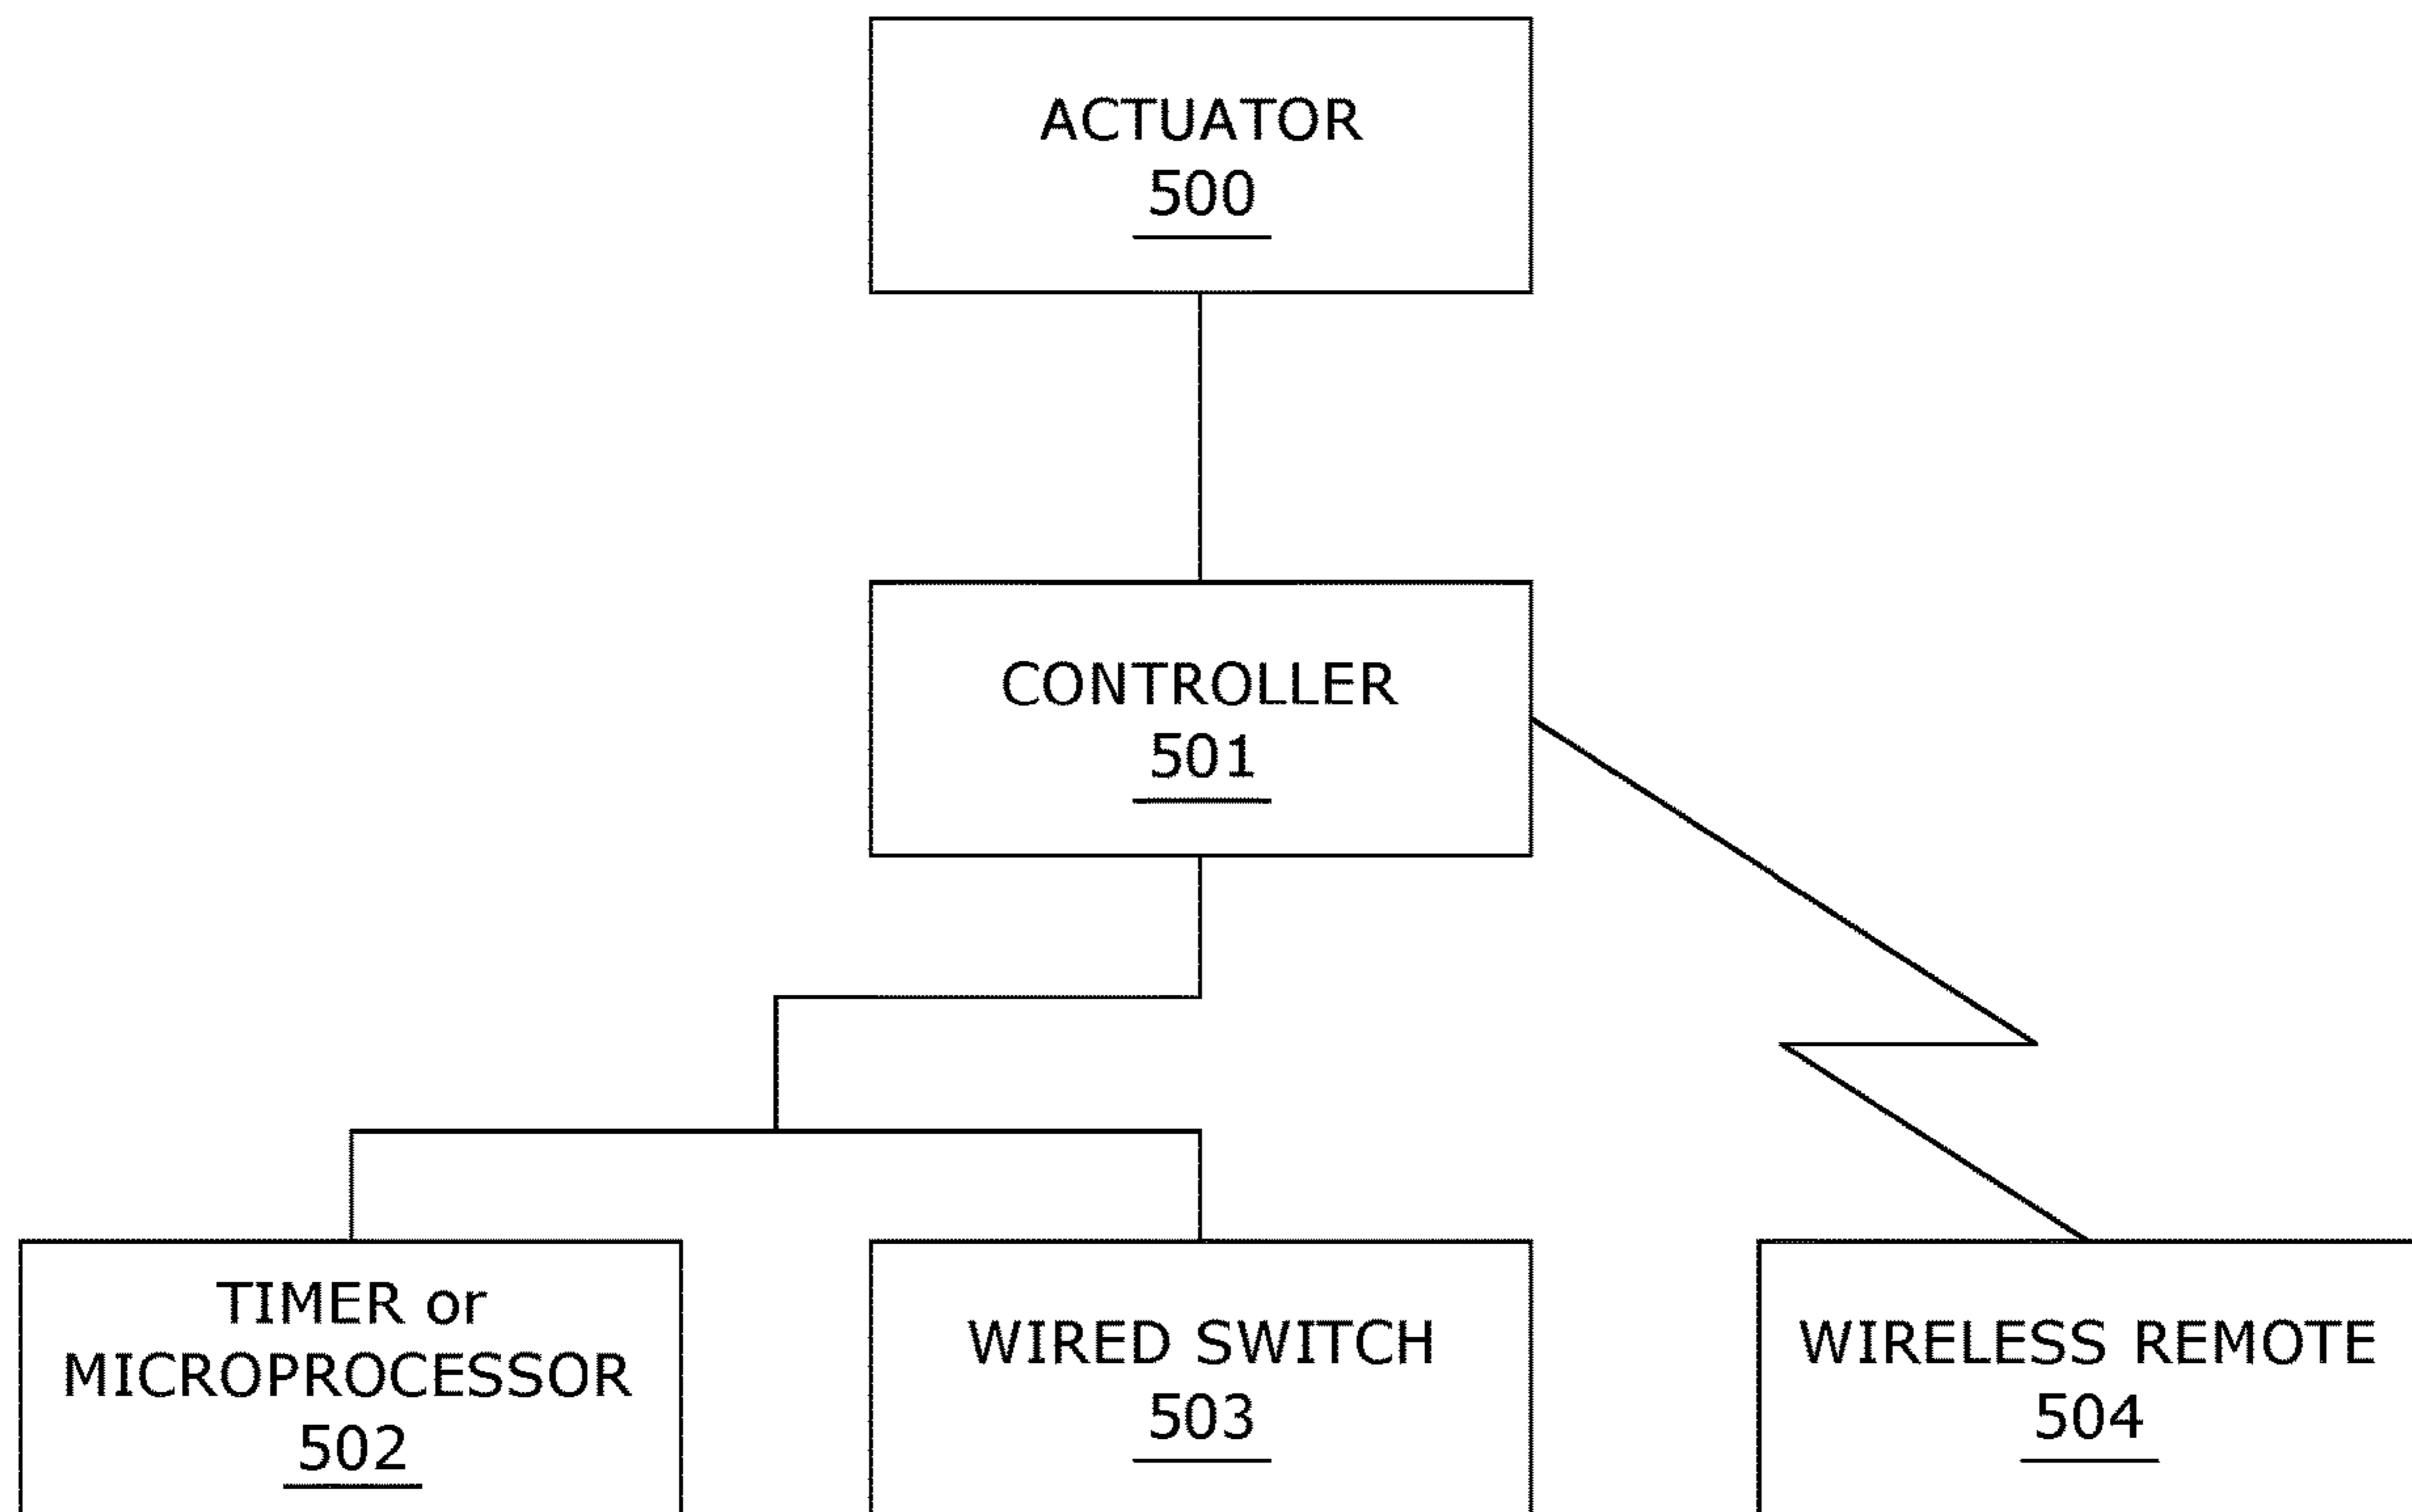 ACTUATOR
500
CONTROLLER
501
TIMER or
MICROPROCESSOR
502
WIRED SWITCH
503
WIRELESS REMOTE
504